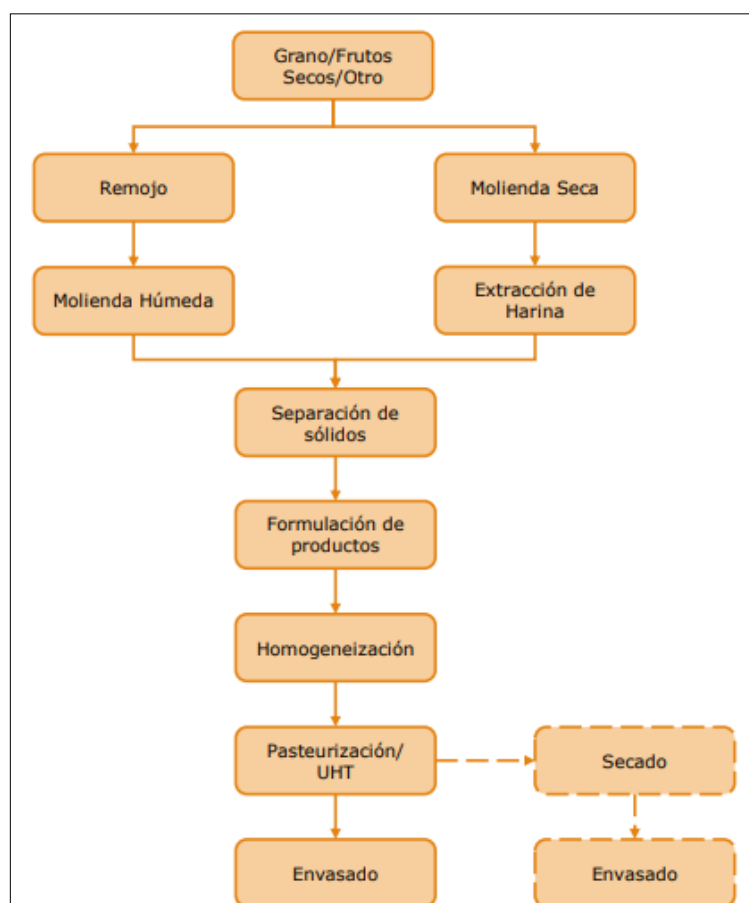 Grano/Frutos
Secos/Otro
Remojo
Molienda Seca
Molienda Húmeda
Extracción de
Harina
Separación de
sólidos
Formulación de
productos
Homogeneización
Pasteurización/
UHT
Secado
Envasado
Envasado